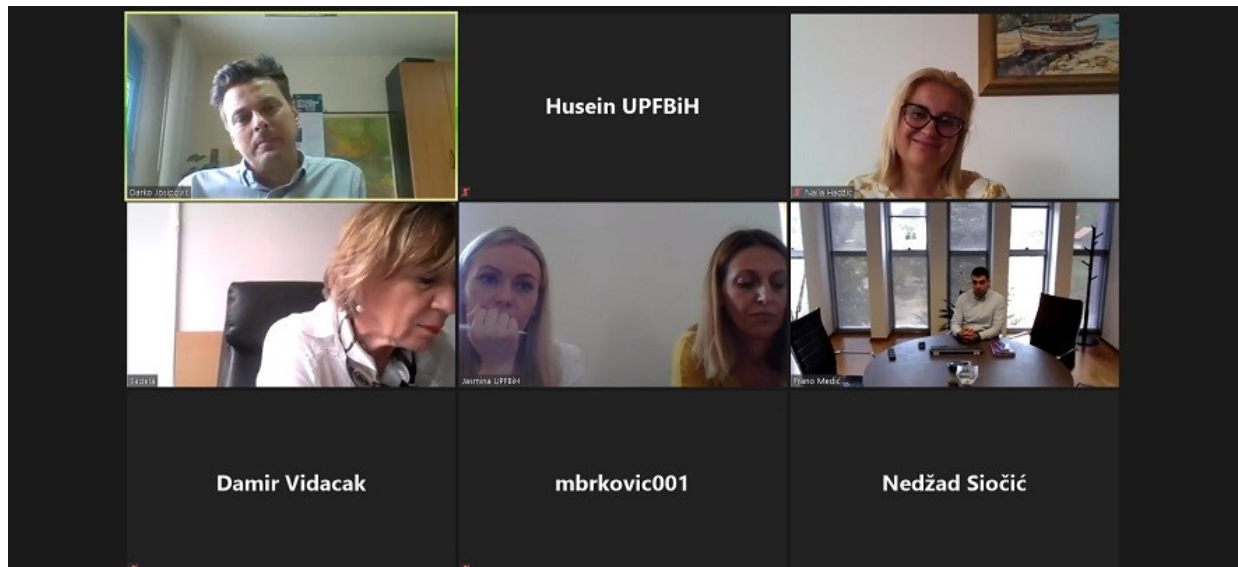 Darko Josipović
Husein UPFBiH
Naila Hadžić
Sadeta
Jasmina UPFBiH
Frano Medić
Damir Vidacak
mbrkovic001
Nedžad Siočić